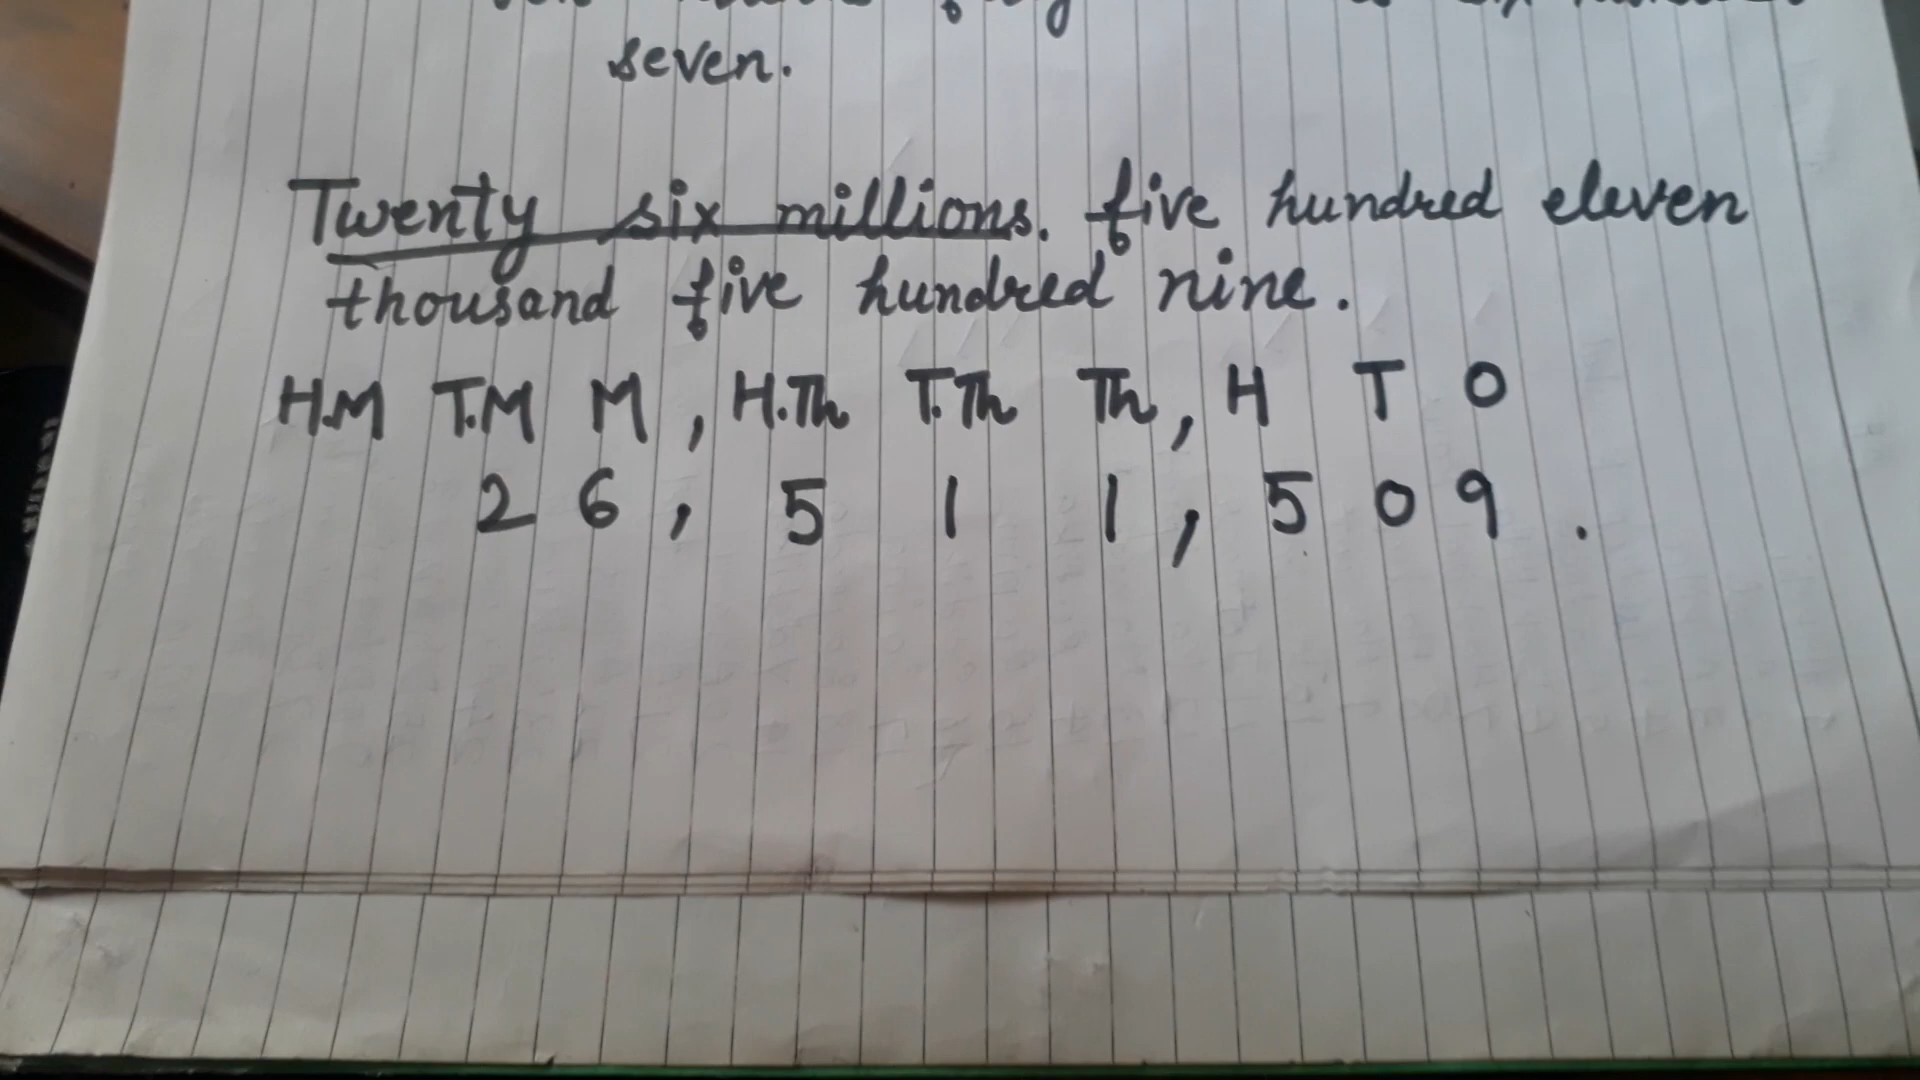 seven.
Twenty six millions. five hundred eleven
thousand five hundred nine.
H.M T.M M , H.Th T.Th Th , H T O
2 6 , 5 1 1 , 5 0 9 .